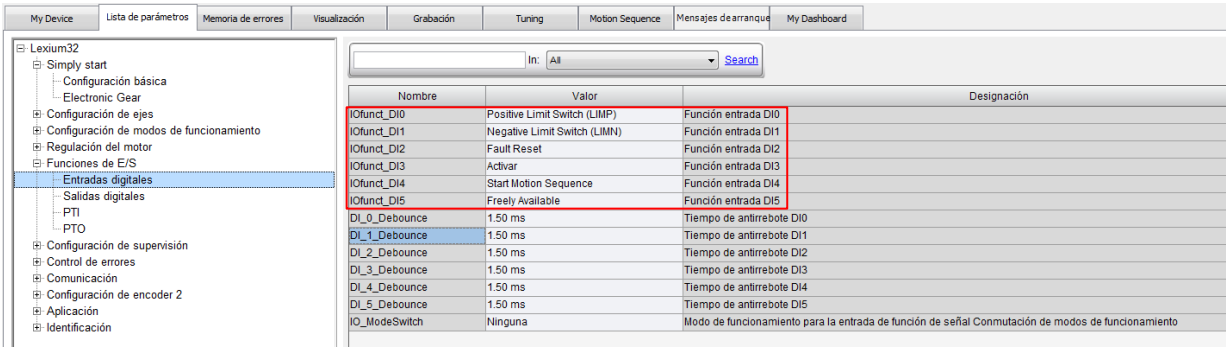 My Device Lista de parámetros Memoria de errores Visualización Grabación Tuning Motion Sequence Mensajes de arranque My Dashboard
Lexium32
Simply start
Configuración básica
Electronic Gear
Configuración de ejes
Configuración de modos de funcionamiento
Regulación del motor
Funciones de E/S
Entradas digitales
Salidas digitales
PTI
PTO
Configuración de supervisión
Control de errores
Comunicación
Configuración de encoder 2
Aplicación
Identificación
In: All Search
Nombre Valor Designación
IOfunct_DI0 Positive Limit Switch (LIMP) Función entrada DI0
IOfunct_DI1 Negative Limit Switch (LIMN) Función entrada DI1
IOfunct_DI2 Fault Reset Función entrada DI2
IOfunct_DI3 Activar Función entrada DI3
IOfunct_DI4 Start Motion Sequence Función entrada DI4
IOfunct_DI5 Freely Available Función entrada DI5
DI_0_Debounce 1.50 ms Tiempo de antirrebote DI0
DI_1_Debounce 1.50 ms Tiempo de antirrebote DI1
DI_2_Debounce 1.50 ms Tiempo de antirrebote DI2
DI_3_Debounce 1.50 ms Tiempo de antirrebote DI3
DI_4_Debounce 1.50 ms Tiempo de antirrebote DI4
DI_5_Debounce 1.50 ms Tiempo de antirrebote DI5
IO_ModeSwitch Ninguna Modo de funcionamiento para la entrada de función de señal Conmutación de modos de funcionamiento